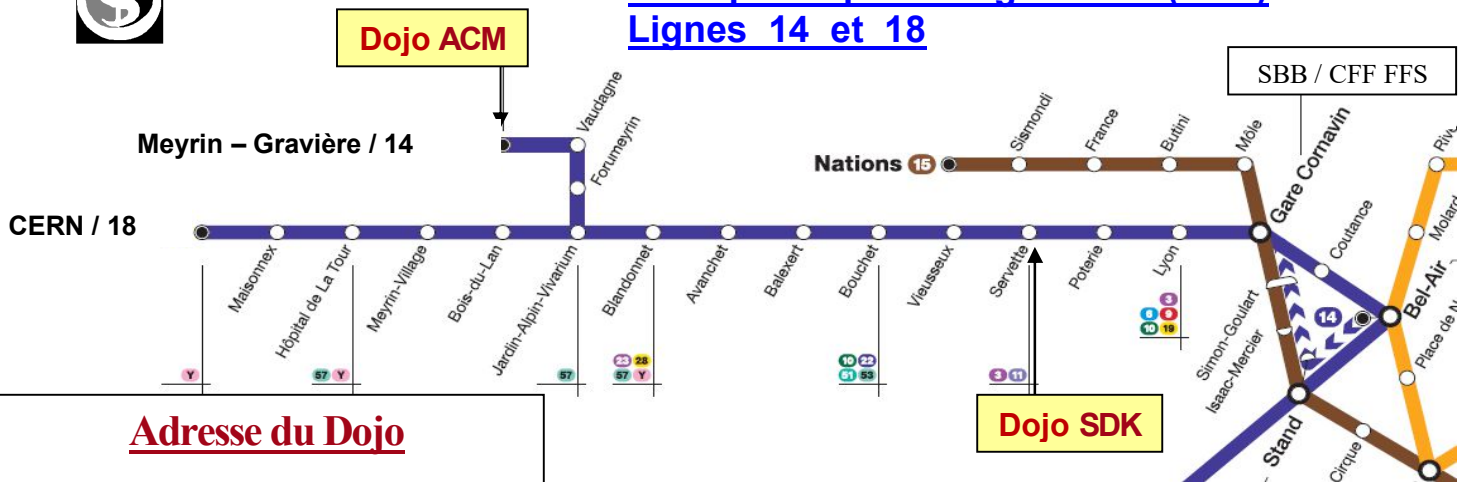 Lignes 14 et 18
Dojo ACM
SBB / CFF FFS
Meyrin – Gravière / 14
Vaudagne
Forumeyrin
Nations 15
Sismondi
France
Butini
Môle
Gare Cornavin
Coutance
Molard
Bel-Air
CERN / 18
Maisonnex
Hôpital de La Tour
Meyrin-Village
Bois-du-Lan
Jardin-Alpin-Vivarium
Blandonnet
Avanchet
Balexert
Bouchet
Vieusseux
Servette
Poterie
Lyon
Simon-Goulart
Isaac-Mercier
14
Place de
3
6 9
10 19
Y
57 Y
57
23 28
57 Y
10 22
51 53
3 11
Dojo SDK
Stand
Cirque
Adresse du Dojo